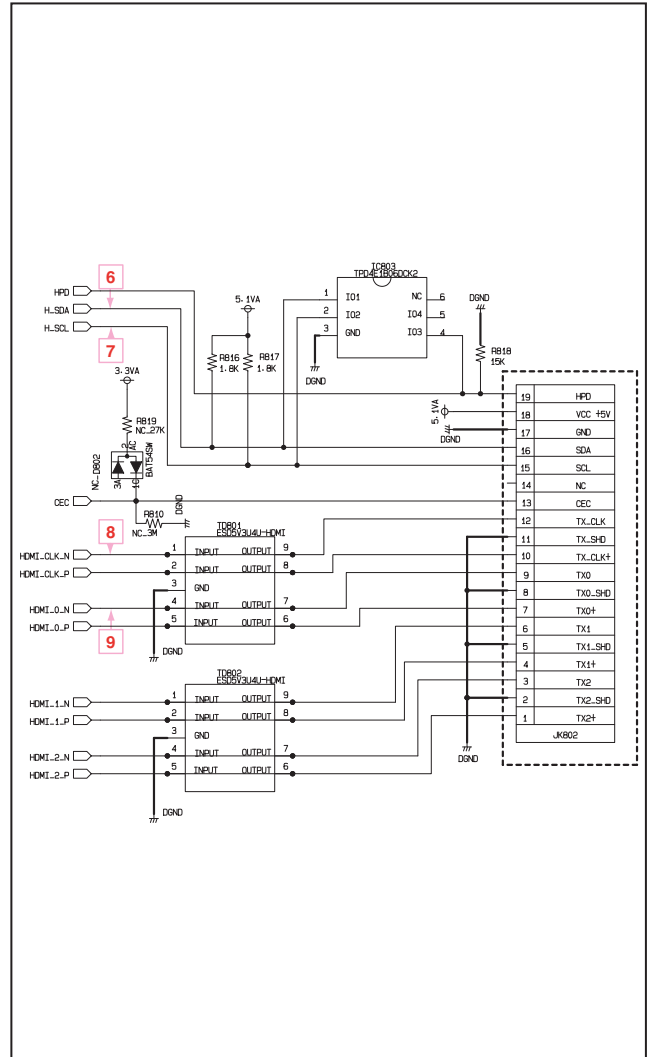 IC803
TPD4E1B06DCK2
1 IO1 NC 6
2 IO2 IO4 5
3 GND IO3 4
DGND
6
HPD
H_SDA
H_SCL
7
5.1VA
R816
1.8K
R817
1.8K
DGND
R818
15K
3.3VA
R819
NC_27K
2 AC
NC_D802
3A
1C
BAT54SW
CEC
R810
NC_3M
DGND
5.1VA
DGND
19 HPD
18 VCC +5V
17 GND
16 SDA
15 SCL
14 NC
13 CEC
12 TX_CLK
11 TX_SHD
10 TX_CLK+
9 TX0
8 TX0_SHD
7 TX0+
6 TX1
5 TX1_SHD
4 TX1+
3 TX2
2 TX2_SHD
1 TX2+
JK802
DGND
8
HDMI_CLK_N
HDMI_CLK_P
HDMI_0_N
HDMI_0_P
9
TD801
ESD5V3U4U-HDMI
1 INPUT OUTPUT 9
2 INPUT OUTPUT 8
3 GND
4 INPUT OUTPUT 7
5 INPUT OUTPUT 6
DGND
HDMI_1_N
HDMI_1_P
HDMI_2_N
HDMI_2_P
TD802
ESD5V3U4U-HDMI
1 INPUT OUTPUT 9
2 INPUT OUTPUT 8
3 GND
4 INPUT OUTPUT 7
5 INPUT OUTPUT 6
DGND